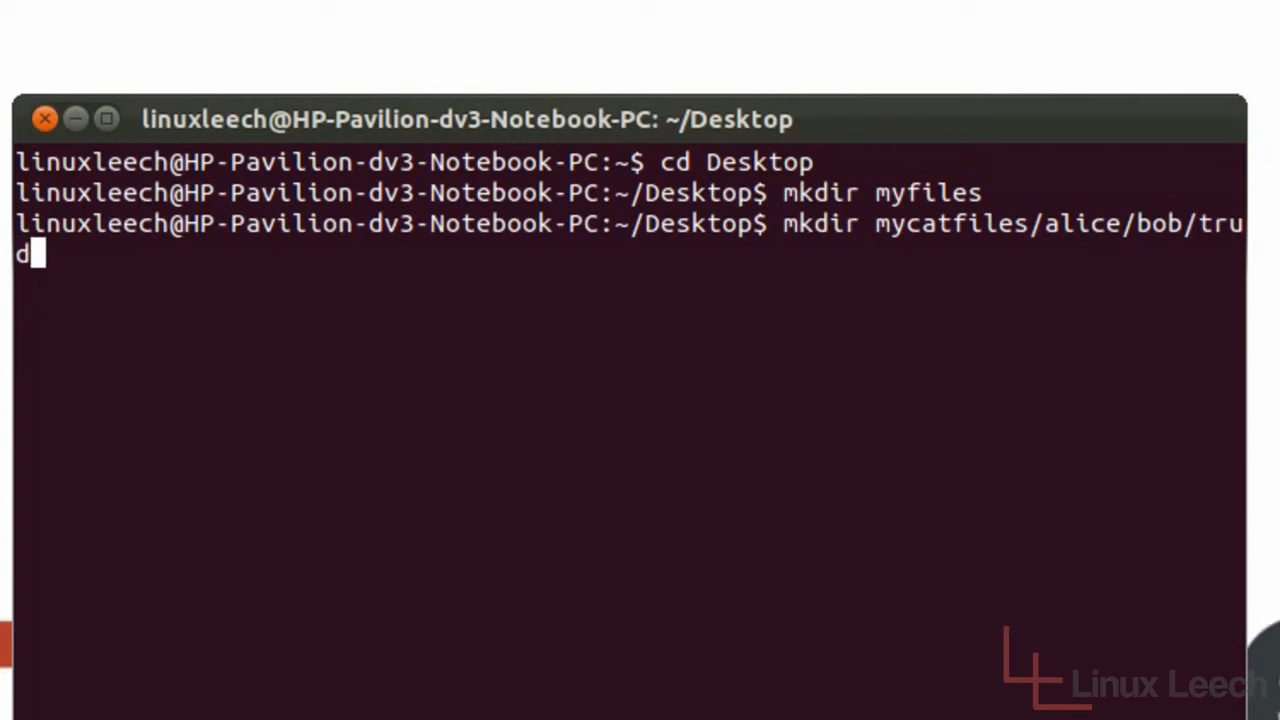 linuxleech@HP-Pavilion-dv3-Notebook-PC: ~/Desktop
linuxleech@HP-Pavilion-dv3-Notebook-PC:~$ cd Desktop
linuxleech@HP-Pavilion-dv3-Notebook-PC:~/Desktop$ mkdir myfiles
linuxleech@HP-Pavilion-dv3-Notebook-PC:~/Desktop$ mkdir mycatfiles/alice/bob/tru
d
Linux Leech